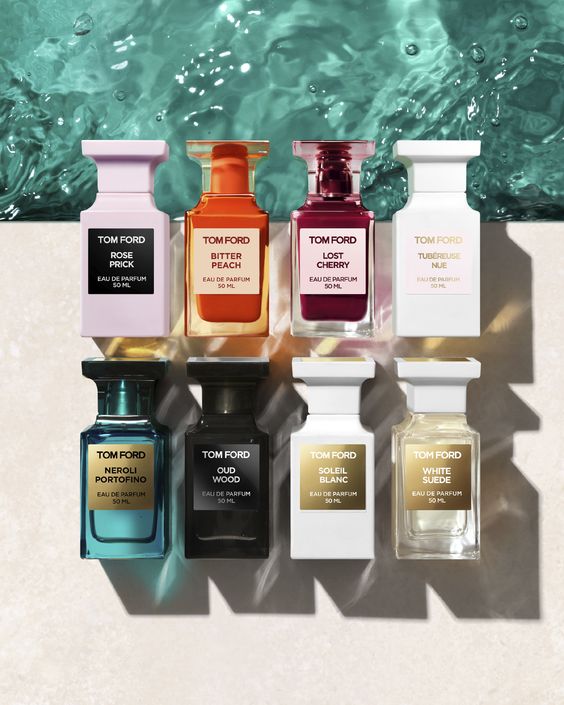 TOM FORD
ROSE
PRICK
EAU DE PARFUM
50 ML
TOM FORD
BITTER
PEACH
EAU DE PARFUM
50 ML
TOM FORD
LOST
CHERRY
EAU DE PARFUM
50 ML
TOM FORD
TUBÉREUSE
NUE
EAU DE PARFUM
50 ML
TOM FORD
NEROLI
PORTOFINO
EAU DE PARFUM
50 ML
TOM FORD
OUD
WOOD
EAU DE PARFUM
50 ML
TOM FORD
SOLEIL
BLANC
EAU DE PARFUM
50 ML
TOM FORD
WHITE
SUEDE
EAU DE PARFUM
50 ML